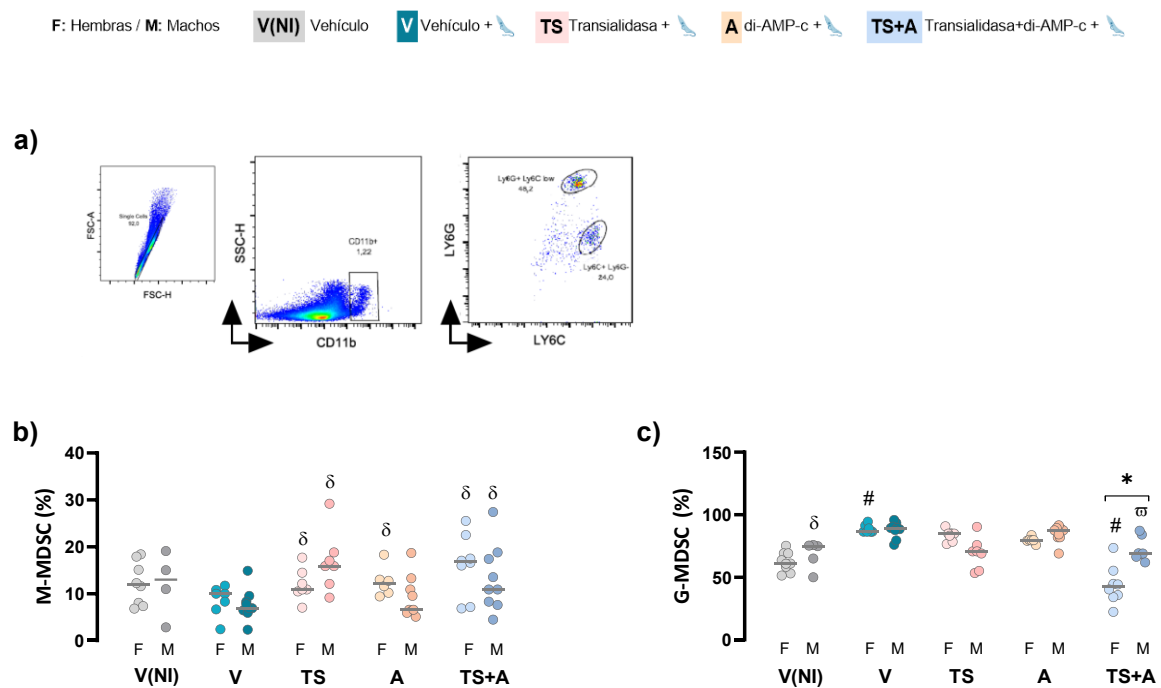 F: Hembras / M: Machos V(NI) Vehículo V Vehículo + TS Transialidasa + A di-AMP-c + TS+A Transialidasa+di-AMP-c +
a)
FSC-A
Single Cells
FSC-H
SSC-H
CD11b+
1,22
CD11b
LY6G
Ly6G+ Ly6C low
48,2
Ly6C+ Ly6G-
24,0
LY6C
b)
M-MDSC (%)
40
30
20
10
0
δ
δ
δ
δ
δ
F M F M F M F M F M
V(NI) V TS A TS+A
c)
G-MDSC (%)
150
100
50
0
δ
#
*
#
ϖ
F M F M F M F M F M
V(NI) V TS A TS+A